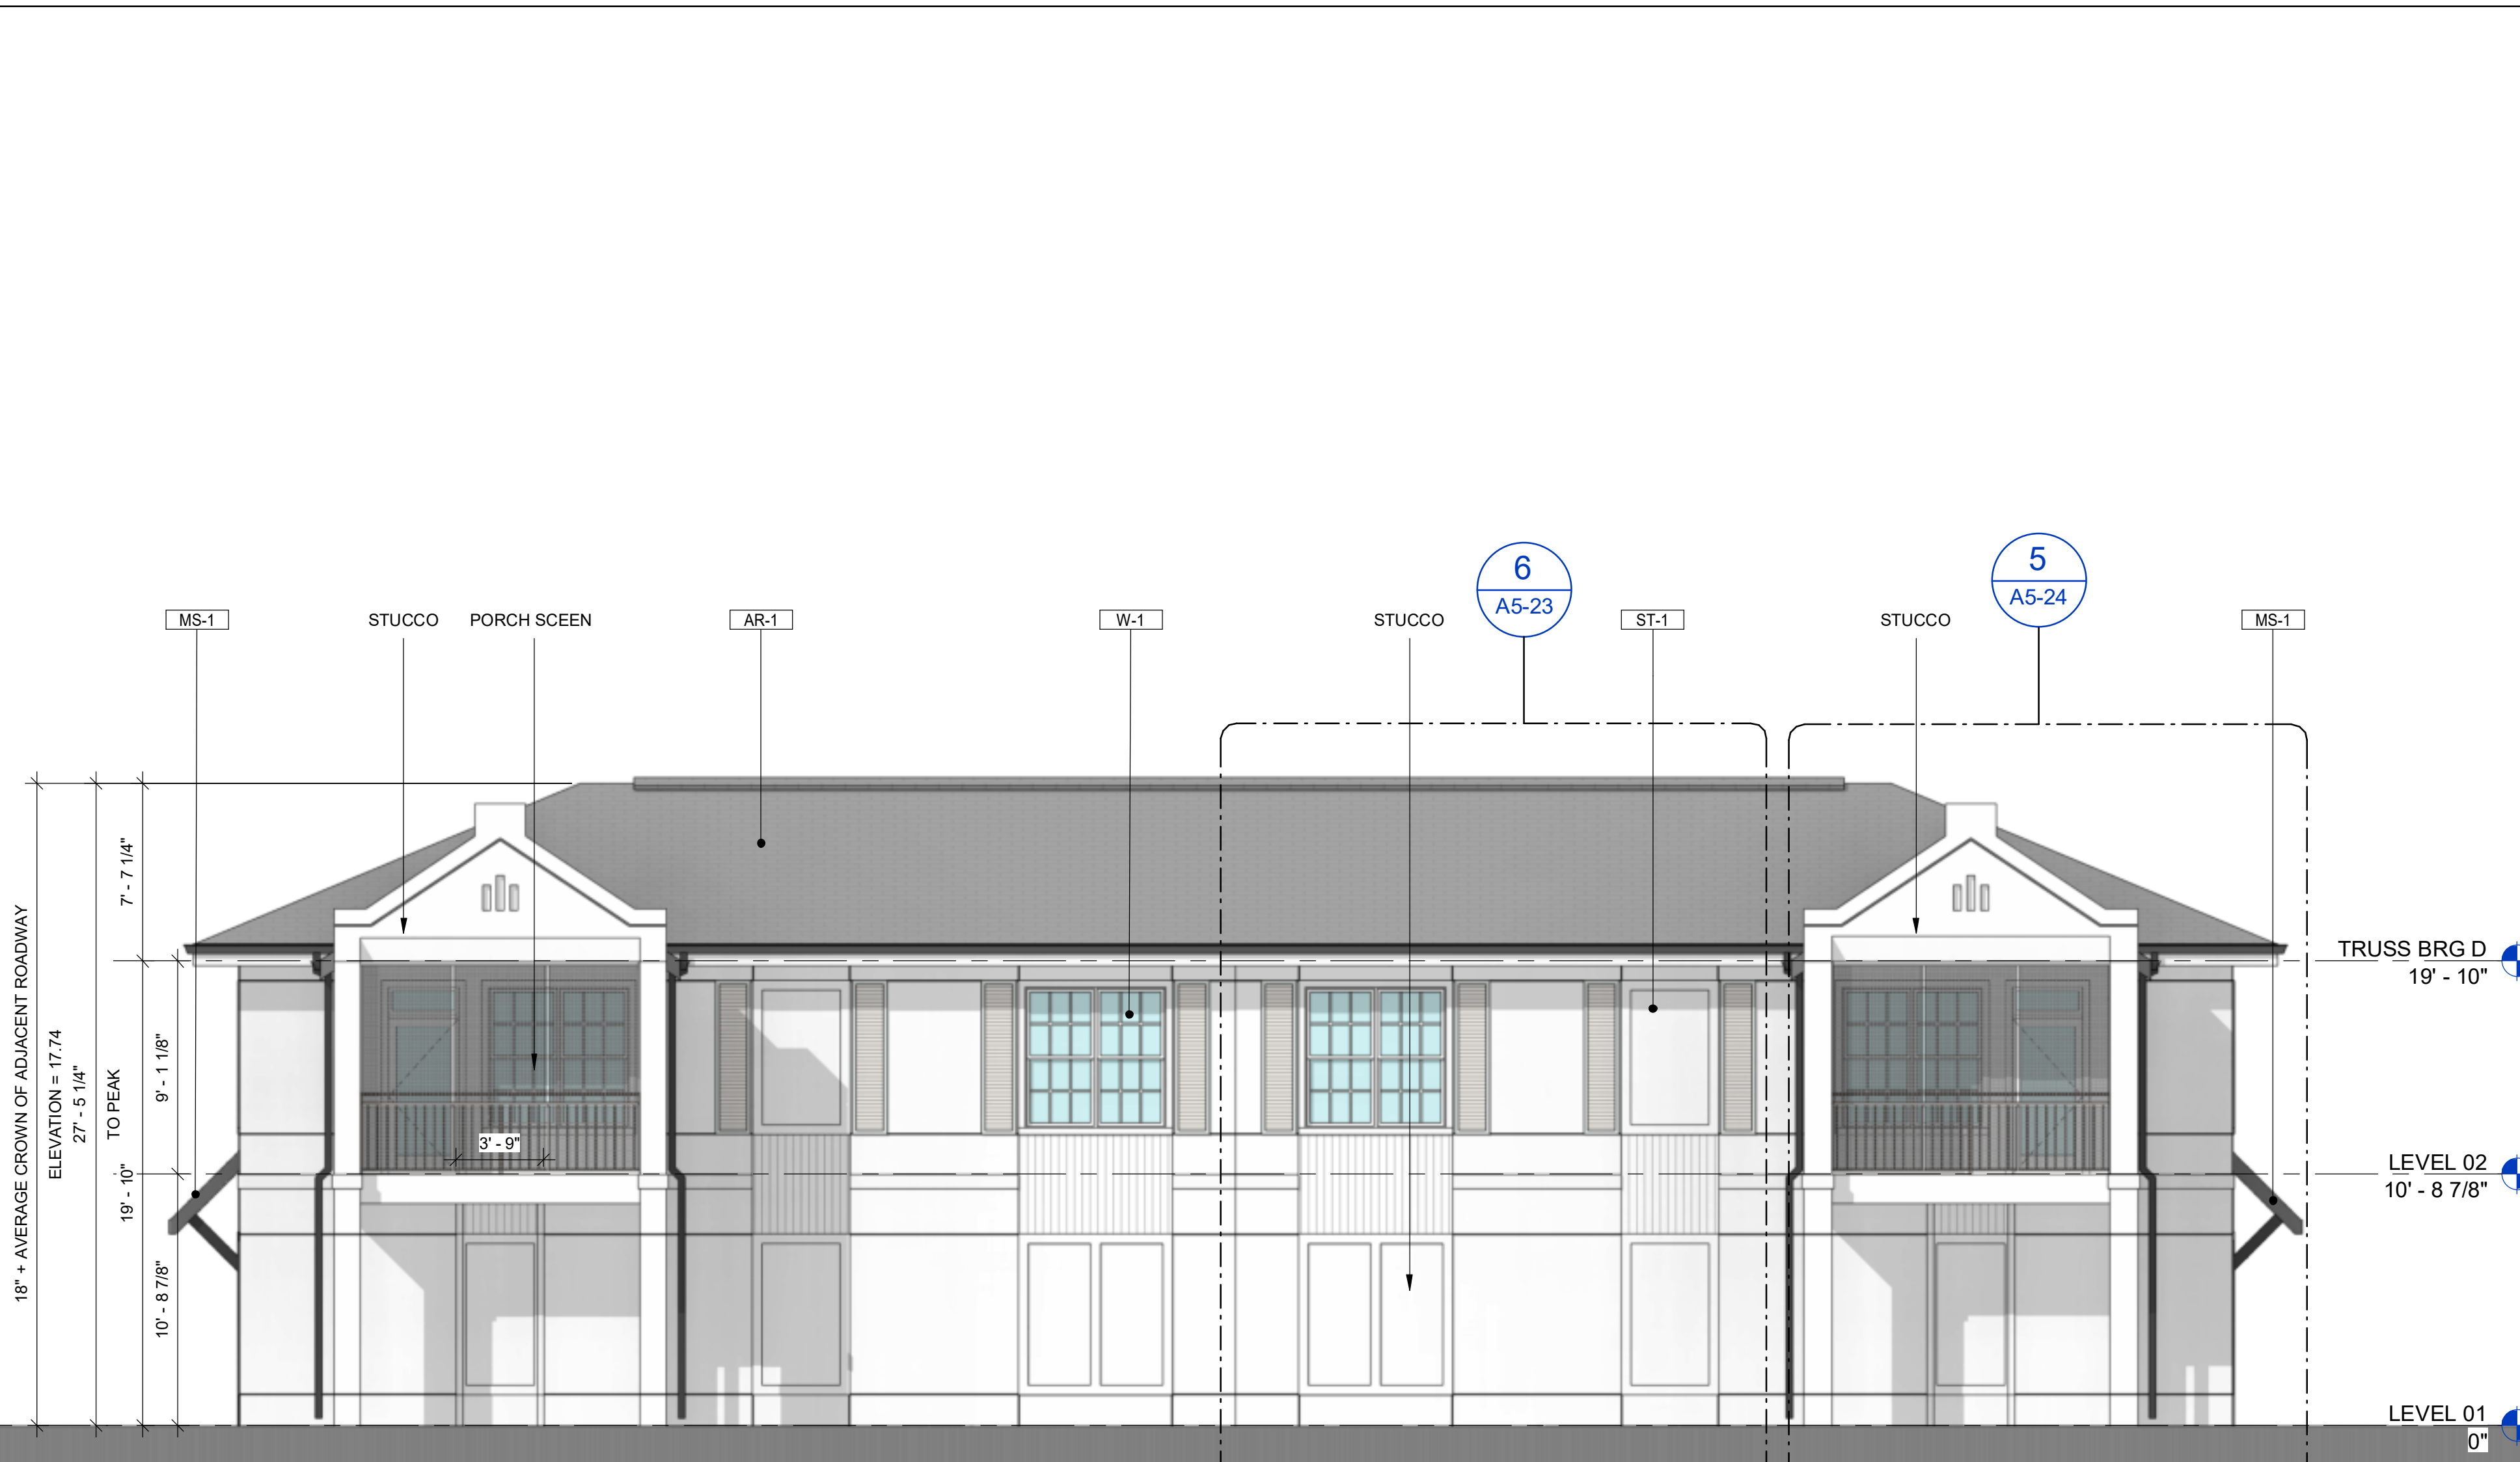 6
A5-23
5
A5-24
MS-1
STUCCO
PORCH SCEEN
AR-1
W-1
STUCCO
ST-1
STUCCO
MS-1
18" + AVERAGE CROWN OF ADJACENT ROADWAY
ELEVATION = 17.74
27' - 5 1/4"
TO PEAK
7' - 7 1/4"
19' - 10"
9' - 1 1/8"
10' - 8 7/8"
3' - 9"
TRUSS BRG D
19' - 10"
LEVEL 02
10' - 8 7/8"
LEVEL 01
0"